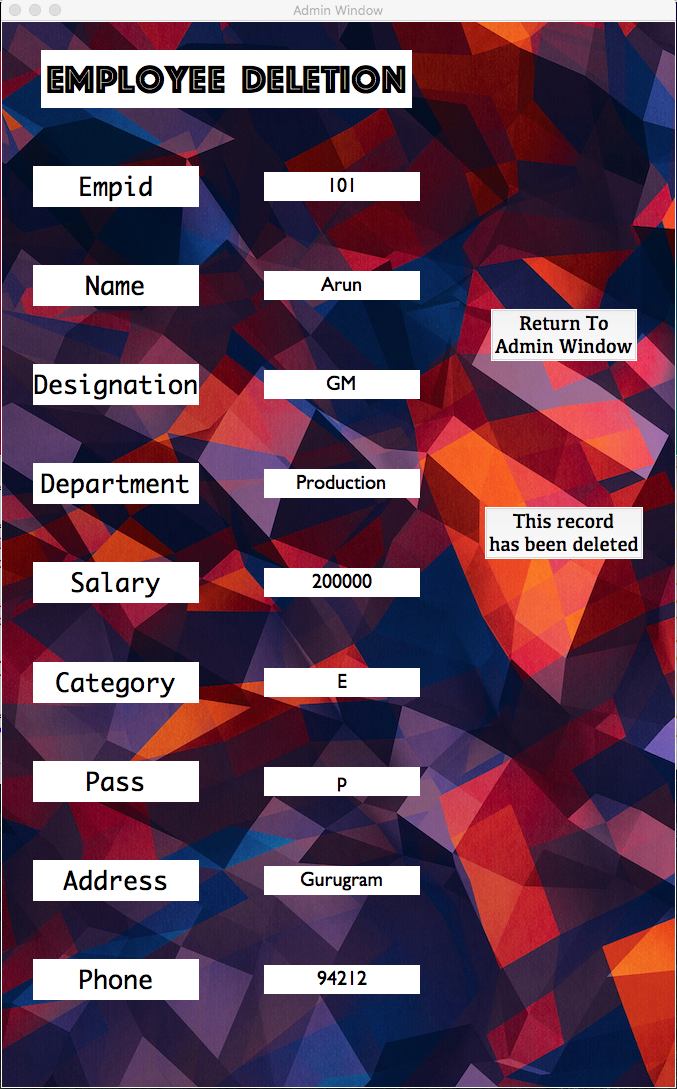 Admin Window
EMPLOYEE DELETION
Empid 101
Name Arun
Return To
Admin Window
Designation GM
Department Production
This record
has been deleted
Salary 200000
Category E
Pass p
Address Gurugram
Phone 94212